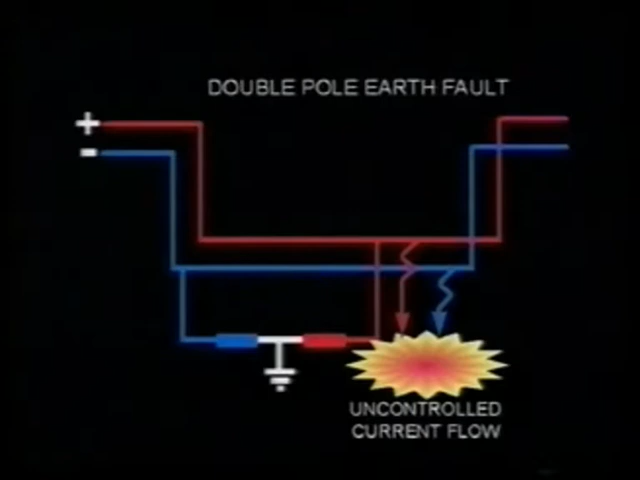 DOUBLE POLE EARTH FAULT
+
-
UNCONTROLLED
CURRENT FLOW